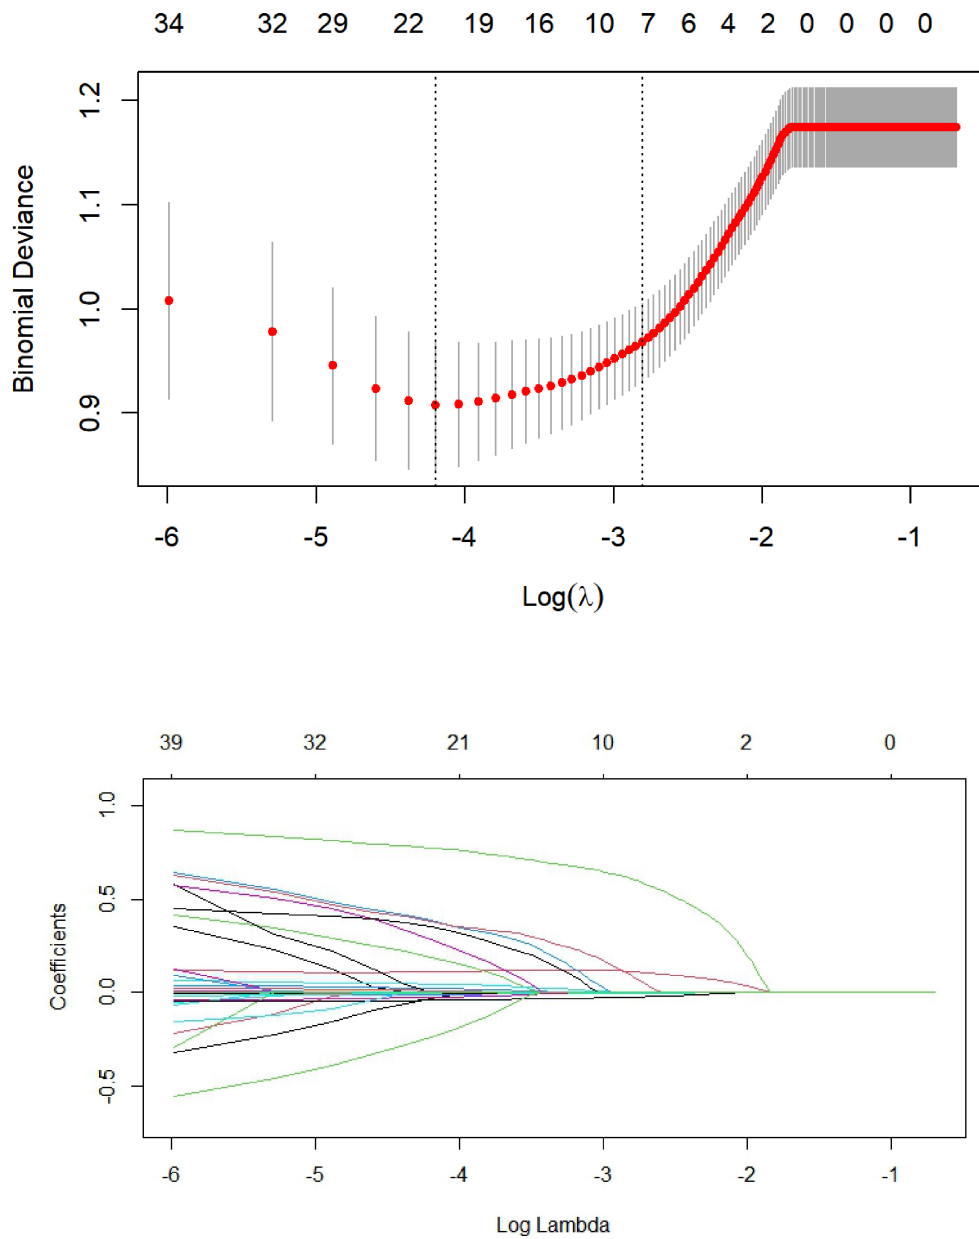 34 32 29 22 19 16 10 7 6 4 2 0 0 0 0
1.2
1.1
1.0
0.9
Binomial Deviance
-6 -5 -4 -3 -2 -1
Log(λ)
39 32 21 10 2 0
1.0
0.5
0.0
-0.5
Coefficients
-6 -5 -4 -3 -2 -1
Log Lambda